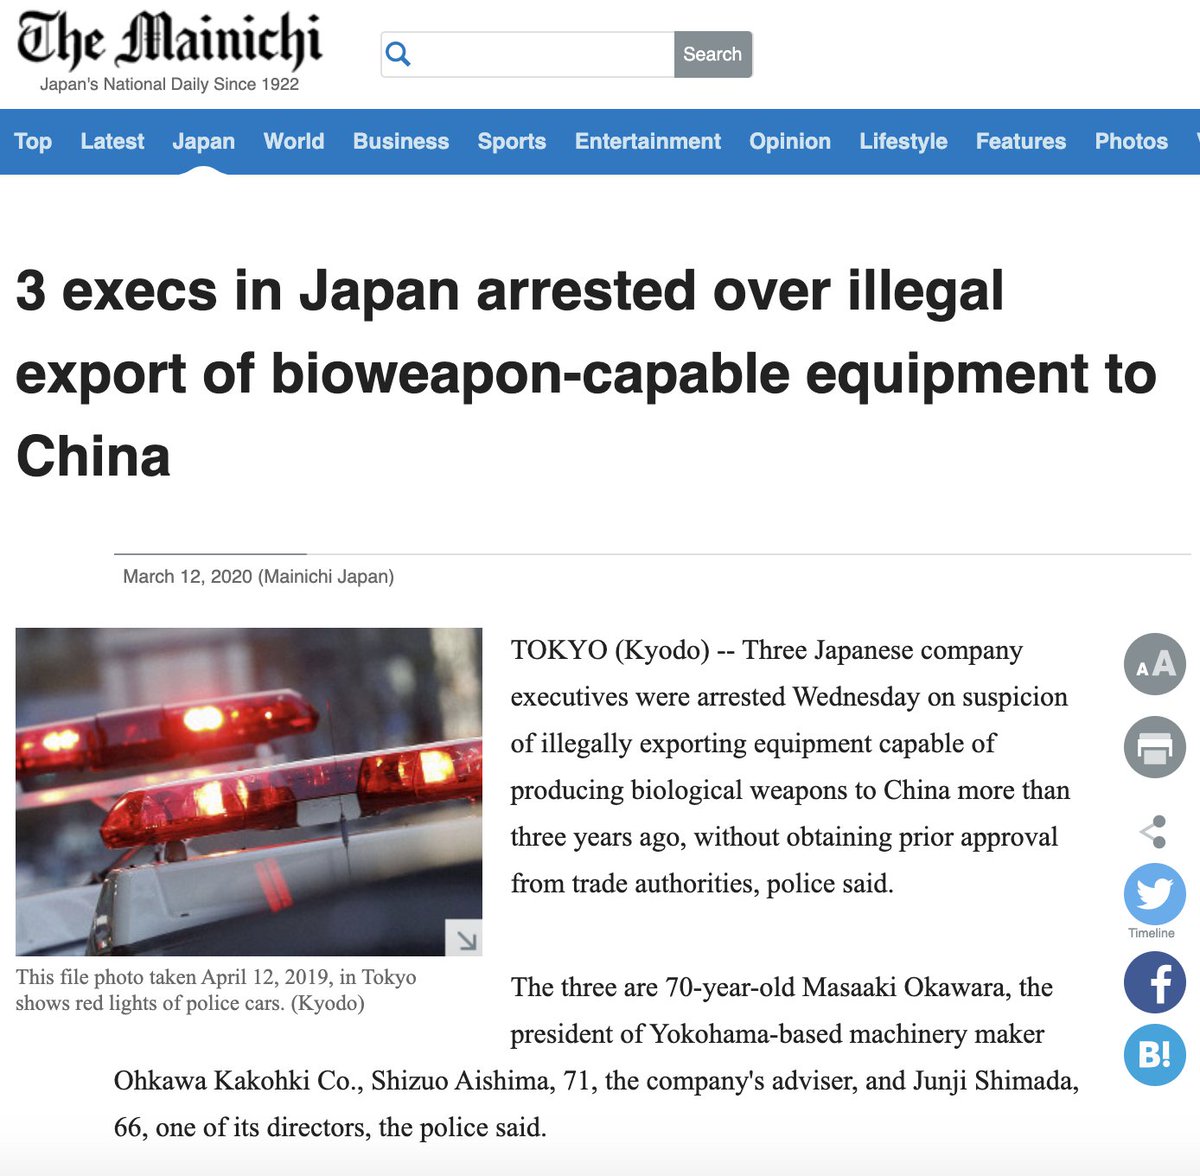 The Mainichi
Japan's National Daily Since 1922
Search
Top Latest Japan World Business Sports Entertainment Opinion Lifestyle Features Photos
3 execs in Japan arrested over illegal
export of bioweapon-capable equipment to
China
March 12, 2020 (Mainichi Japan)
TOKYO (Kyodo) -- Three Japanese company
executives were arrested Wednesday on suspicion
of illegally exporting equipment capable of
producing biological weapons to China more than
three years ago, without obtaining prior approval
from trade authorities, police said.
This file photo taken April 12, 2019, in Tokyo
shows red lights of police cars. (Kyodo)
The three are 70-year-old Masaaki Okawara, the
president of Yokohama-based machinery maker
Ohkawa Kakohki Co., Shizuo Aishima, 71, the company's adviser, and Junji Shimada,
66, one of its directors, the police said.
AA
Timeline
f
B!